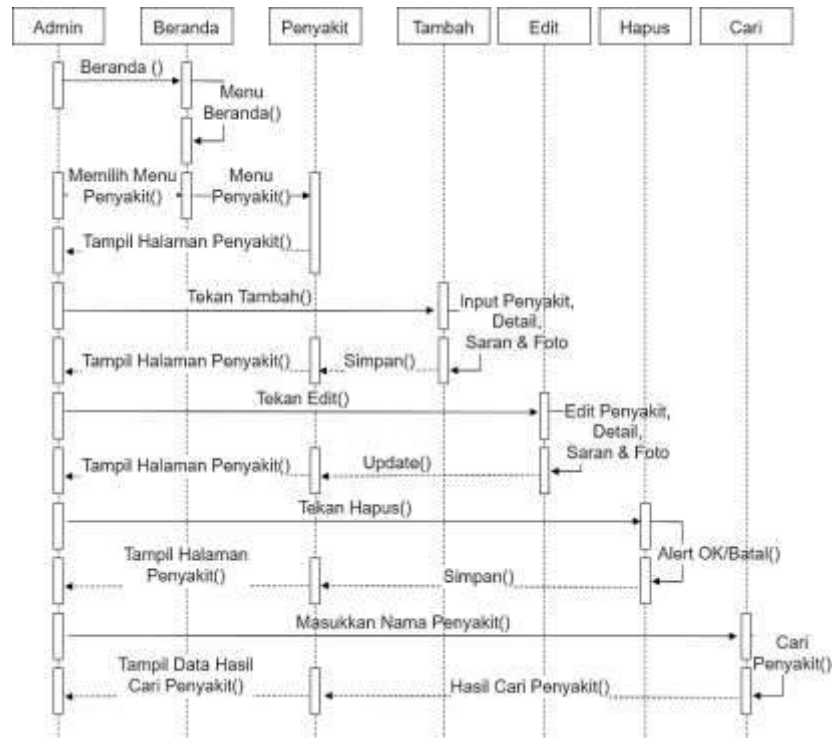 Admin
Beranda
Penyakit
Tambah
Edit
Hapus
Cari
Beranda ()
Menu
Beranda()
Memilih Menu
Penyakit()
Menu
Penyakit()
Tampil Halaman Penyakit()
Tekan Tambah()
Input Penyakit,
Detail,
Saran & Foto
Tampil Halaman Penyakit()
Simpan()
Tekan Edit()
Edit Penyakit,
Detail,
Saran & Foto
Tampil Halaman Penyakit()
Update()
Tekan Hapus()
Alert OK/Batal()
Tampil Halaman
Penyakit()
Simpan()
Masukkan Nama Penyakit()
Cari
Penyakit()
Tampil Data Hasil
Cari Penyakit()
Hasil Cari Penyakit()